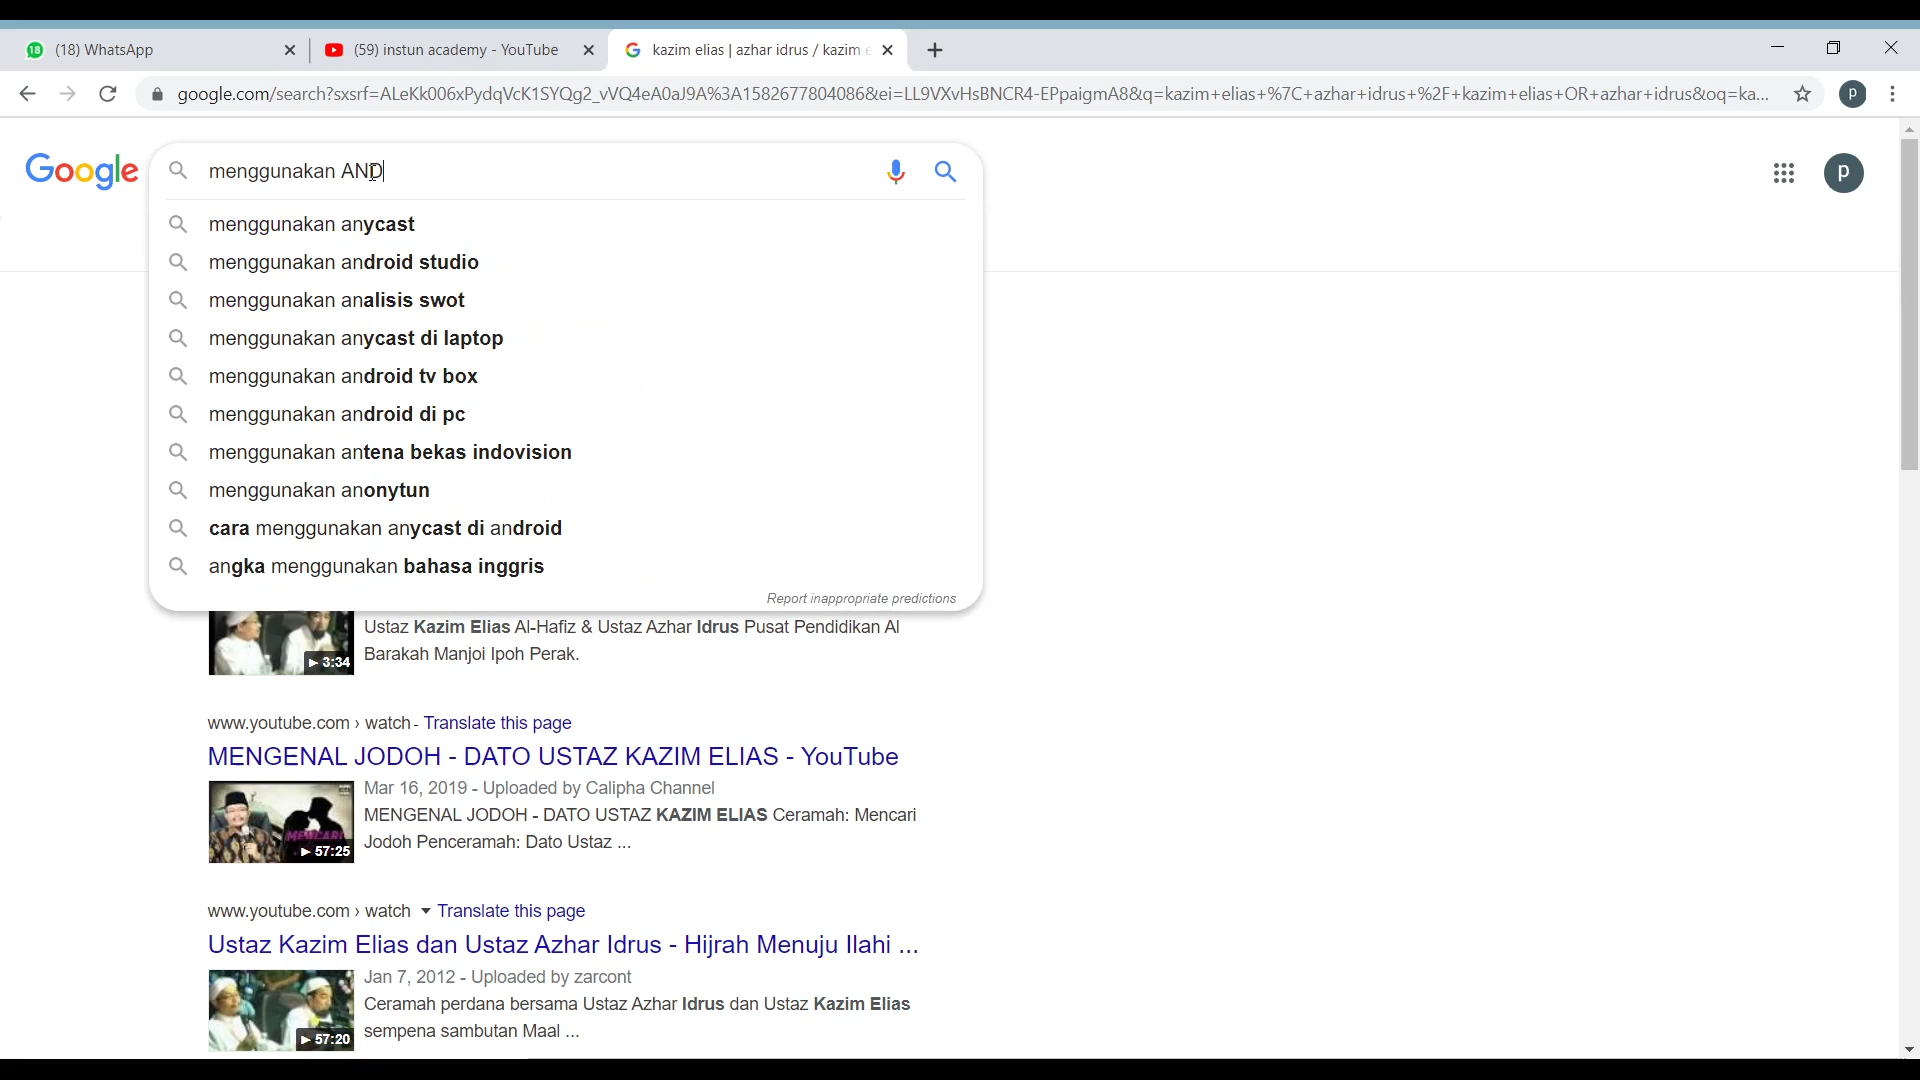 18 (18) WhatsApp
(59) instun academy - YouTube
kazim elias | azhar idrus / kazim e
google.com/search?sxsrf=ALeKk006xPydqVcK1SYQg2_vVQ4eA0aJ9A%3A1582677804086&ei=LL9VXvHsBNCR4-EPpaigmA8&q=kazim+elias+%7C+azhar+idrus+%2F+kazim+elias+OR+azhar+idrus&oq=ka...
p
Google
menggunakan AND
p
menggunakan anycast
menggunakan android studio
menggunakan analisis swot
menggunakan anycast di laptop
menggunakan android tv box
menggunakan android di pc
menggunakan antena bekas indovision
menggunakan anonytun
cara menggunakan anycast di android
angka menggunakan bahasa inggris
Report inappropriate predictions
Ustaz Kazim Elias Al-Hafiz & Ustaz Azhar Idrus Pusat Pendidikan Al
Barakah Manjoi Ipoh Perak.
3:34
www.youtube.com › watch - Translate this page
MENGENAL JODOH - DATO USTAZ KAZIM ELIAS - YouTube
Mar 16, 2019 - Uploaded by Calipha Channel
MENGENAL JODOH - DATO USTAZ KAZIM ELIAS Ceramah: Mencari
Jodoh Penceramah: Dato Ustaz ...
MENCARI
57:25
www.youtube.com › watch Translate this page
Ustaz Kazim Elias dan Ustaz Azhar Idrus - Hijrah Menuju Ilahi ...
Jan 7, 2012 - Uploaded by zarcont
Ceramah perdana bersama Ustaz Azhar Idrus dan Ustaz Kazim Elias
sempena sambutan Maal ...
57:20